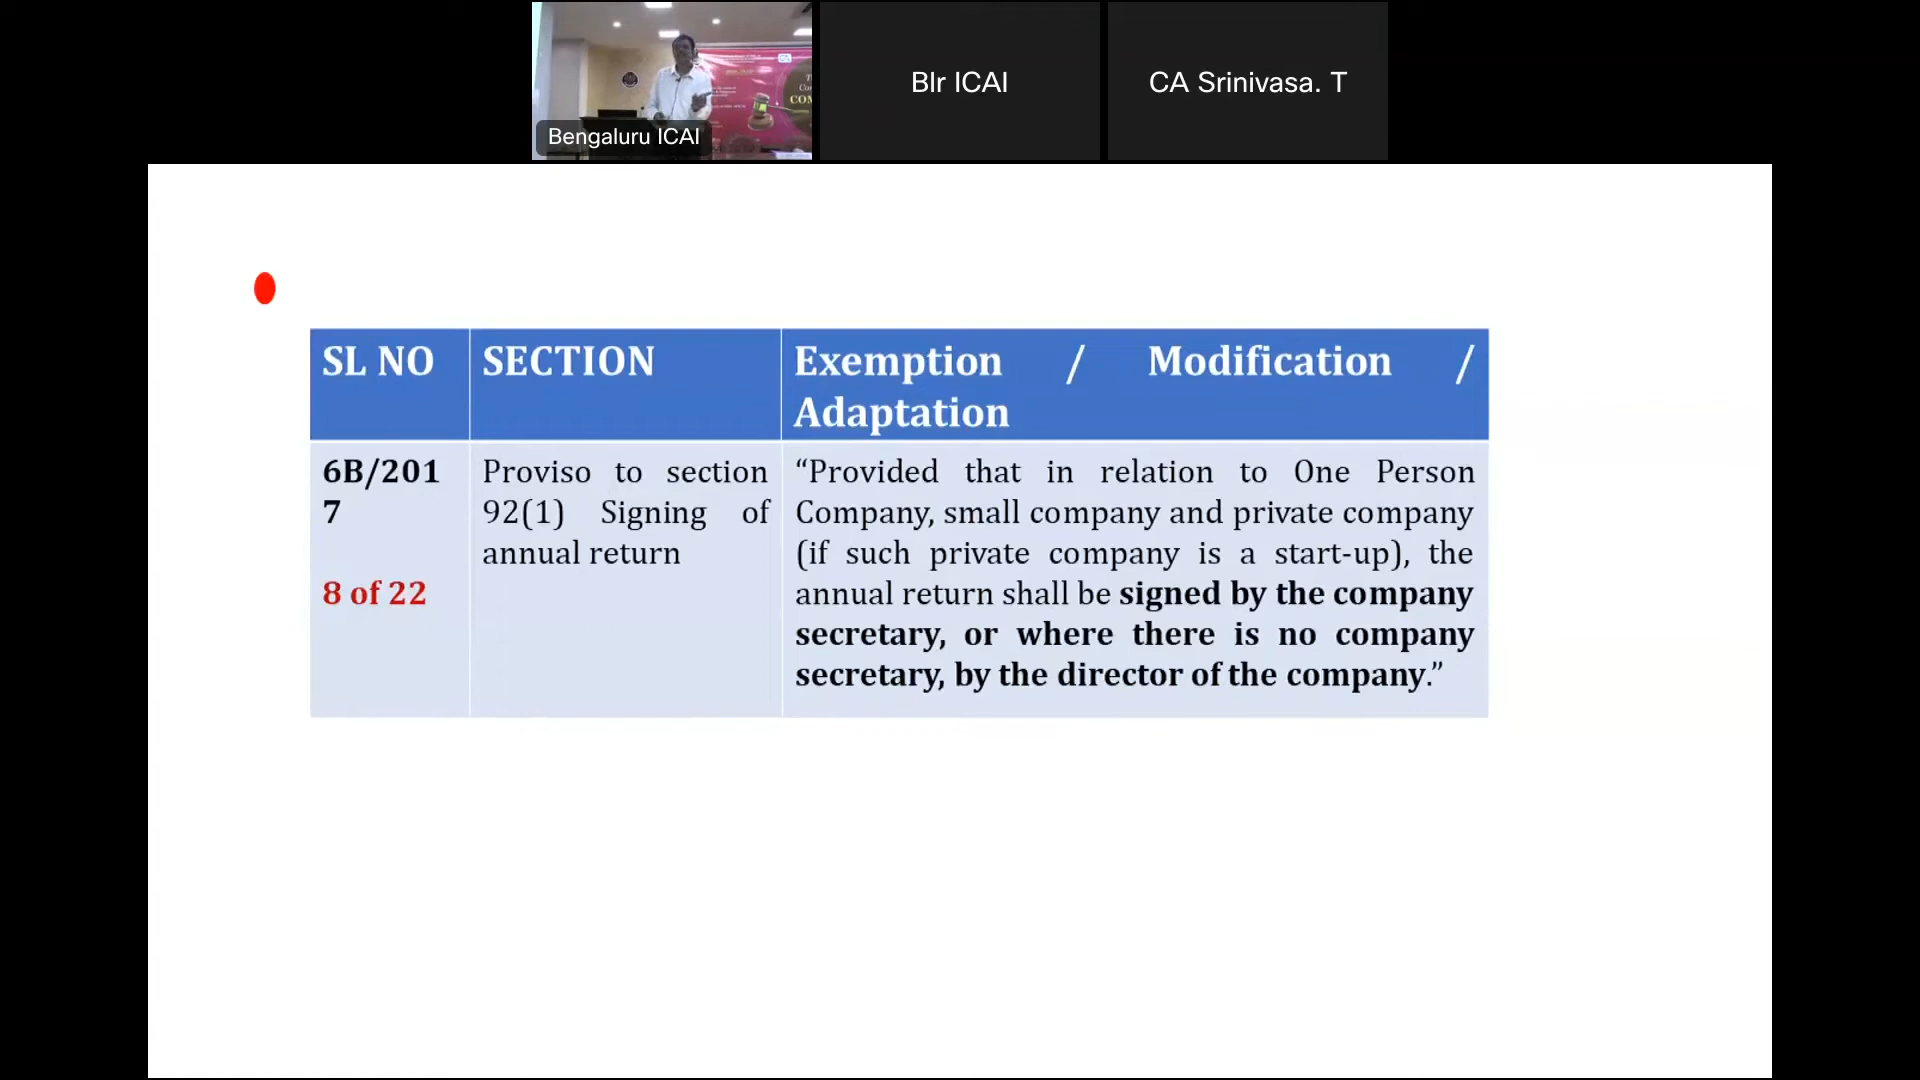 Bengaluru ICAI
Blr ICAI
CA Srinivasa. T
SL NO
SECTION
Exemption / Modification /
Adaptation
6B/201
7
8 of 22
Proviso to section
92(1) Signing of
annual return
“Provided that in relation to One Person
Company, small company and private company
(if such private company is a start-up), the
annual return shall be signed by the company
secretary, or where there is no company
secretary, by the director of the company.”